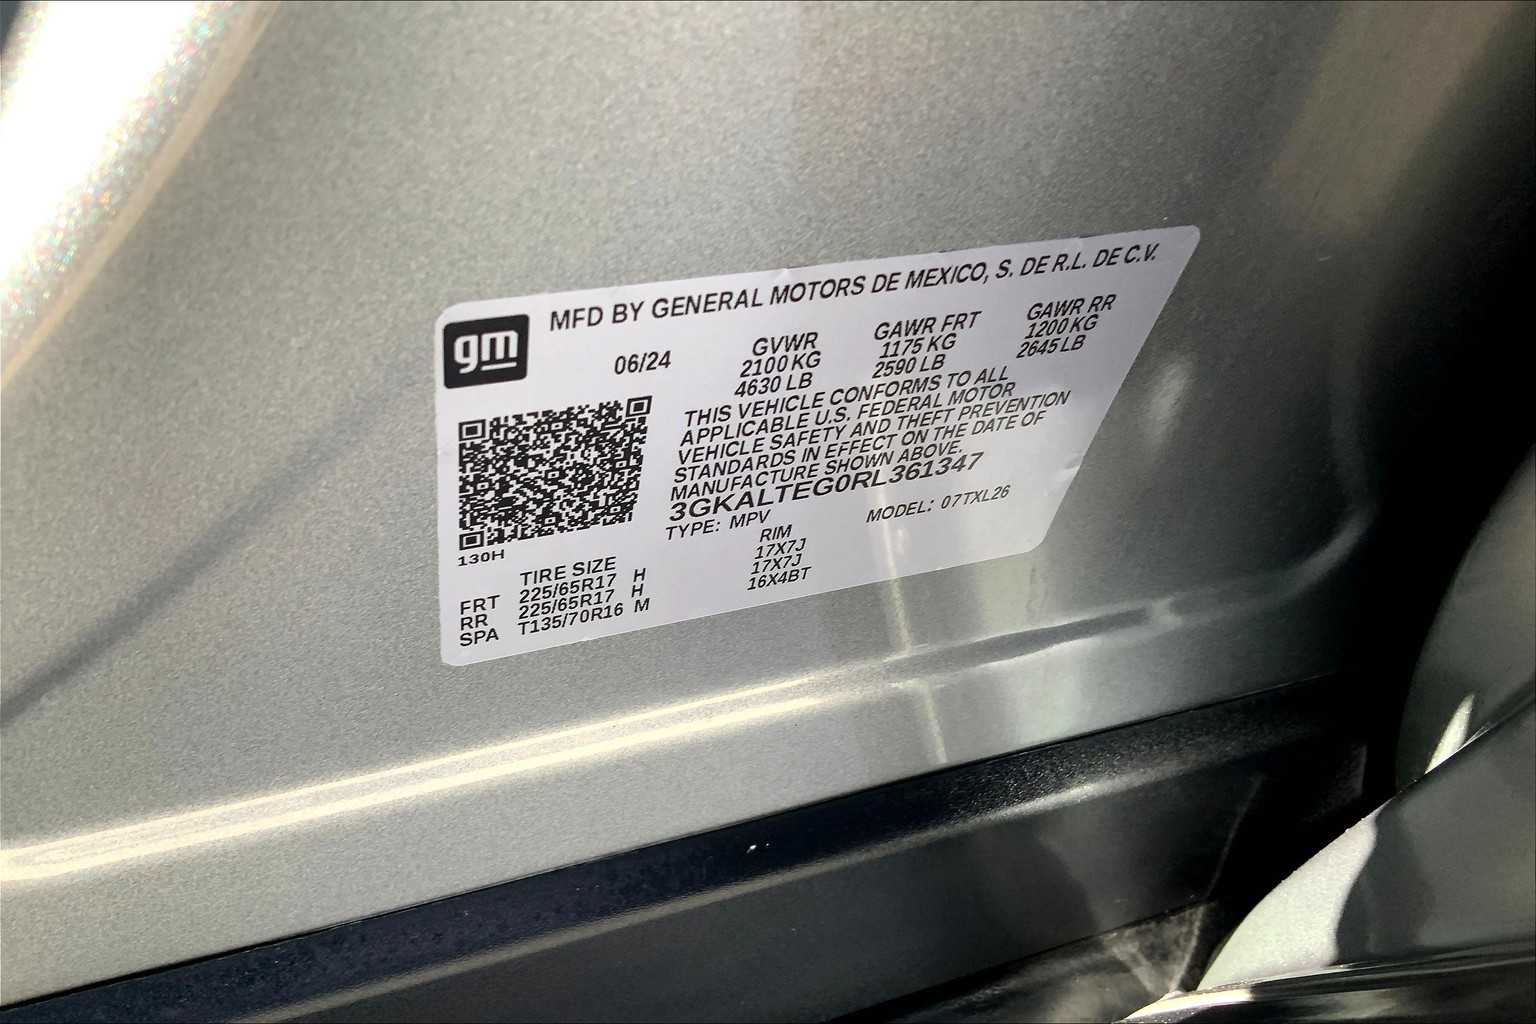 MFD BY GENERAL MOTORS DE MEXICO, S. DE R.L. DE C.V.
gm
06/24
GVWR GAWR FRT GAWR RR
2100 KG 1175 KG 1200 KG
4630 LB 2590 LB 2645 LB
THIS VEHICLE CONFORMS TO ALL
APPLICABLE U.S. FEDERAL MOTOR
VEHICLE SAFETY AND THEFT PREVENTION
STANDARDS IN EFFECT ON THE DATE OF
MANUFACTURE SHOWN ABOVE.
3GKALTEG0RL361347
TYPE: MPV MODEL: 07TXL26
130H
TIRE SIZE RIM
FRT 225/65R17 H 17X7J
RR 225/65R17 H 17X7J
SPA T135/70R16 M 16X4BT